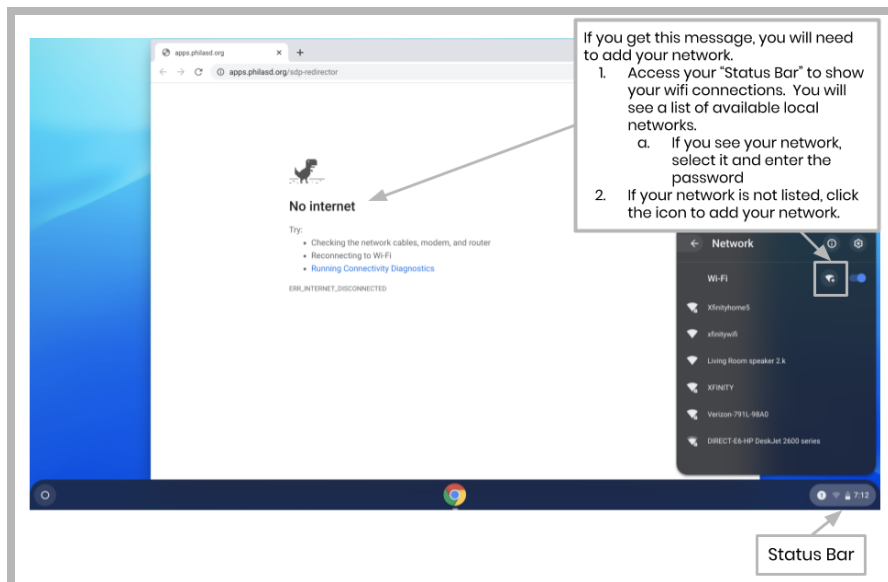 apps.philasd.org
apps.philasd.org/sdp-redirector
If you get this message, you will need
to add your network.
1. Access your “Status Bar” to show
your wifi connections. You will
see a list of available local
networks.
a. If you see your network,
select it and enter the
password
2. If your network is not listed, click
the icon to add your network.
No internet
Try:
• Checking the network cables, modem, and router
• Reconnecting to Wi-Fi
• Running Connectivity Diagnostics
ERR_INTERNET_DISCONNECTED
Network
Wi-Fi
Xfinityhome5
xfinitywifi
Living Room speaker 2.k
XFINITY
Verizon-791L-98A0
DIRECT-E6-HP DeskJet 2600 series
1 7:12
Status Bar